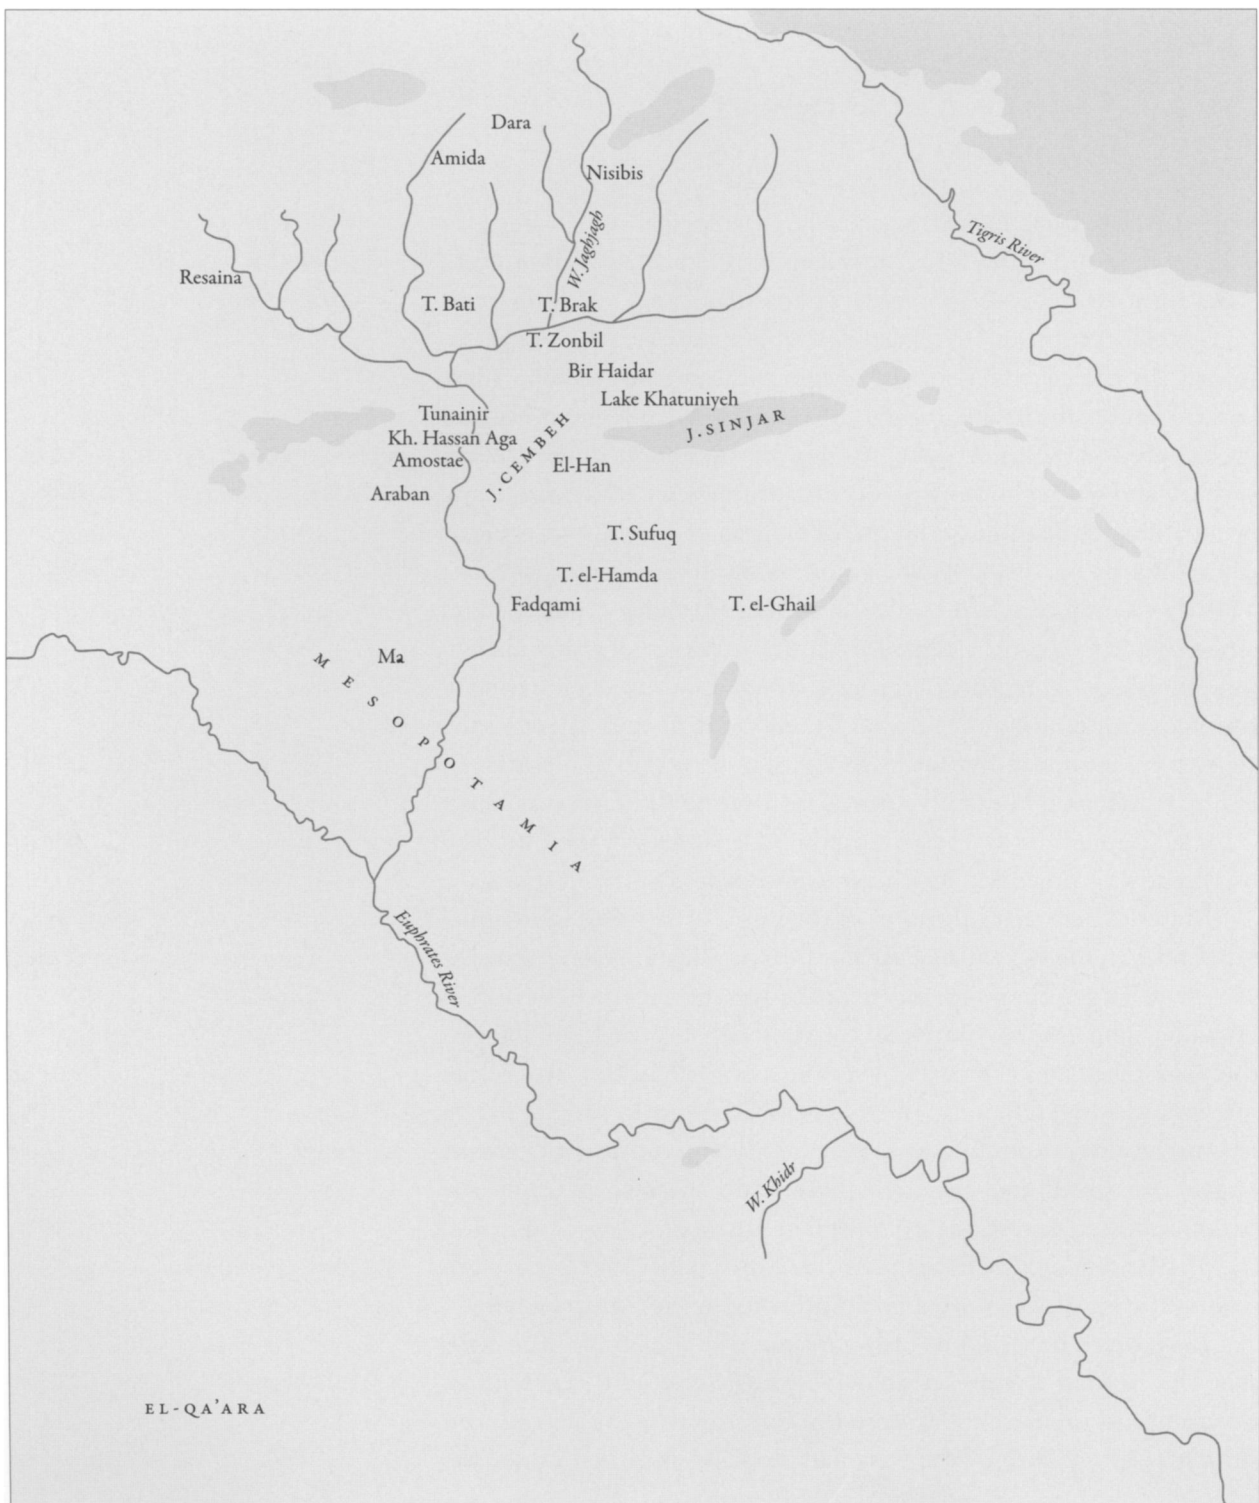 Dara
Amida
Nisibis
W. Jaghjagh
Tigris River
Resaina
T. Bati
T. Brak
T. Zonbil
Bir Haidar
Lake Khatuniyeh
Tunainir
J. SINJAR
Kh. Hassan Aga
J. CEMBEH
Amostae
El-Han
Araban
T. Sufuq
T. el-Hamda
Fadqami
T. el-Ghail
Ma
MESOPOTAMIA
Euphrates River
W. Khidr
EL-QA'ARA